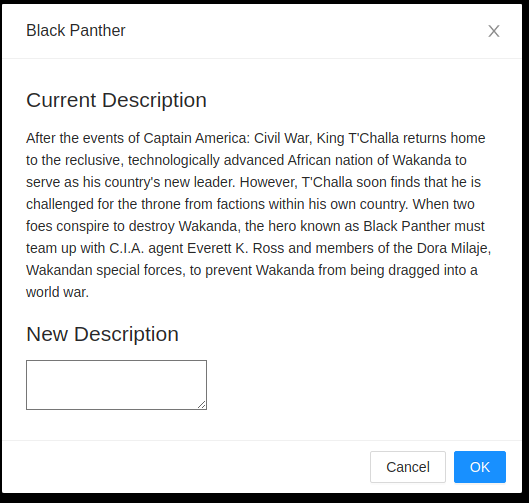 Black Panther
Current Description
After the events of Captain America: Civil War, King T'Challa returns home
to the reclusive, technologically advanced African nation of Wakanda to
serve as his country's new leader. However, T'Challa soon finds that he is
challenged for the throne from factions within his own country. When two
foes conspire to destroy Wakanda, the hero known as Black Panther must
team up with C.I.A. agent Everett K. Ross and members of the Dora Milaje,
Wakandan special forces, to prevent Wakanda from being dragged into a
world war.
New Description
Cancel OK